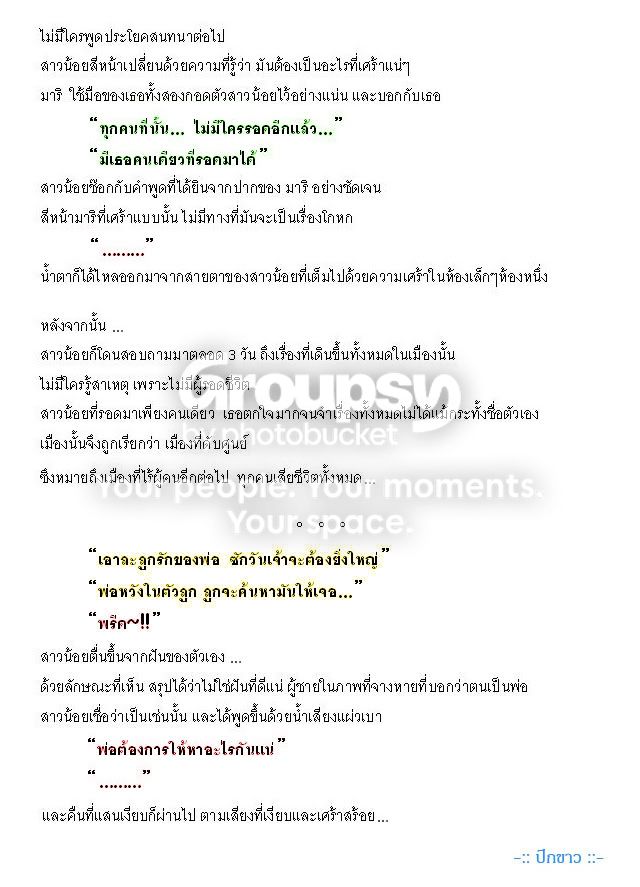 ไม่มีใครพูดประโยคสนทนาต่อไป
สาวน้อยสีหน้าเปลี่ยนด้วยความที่รู้ว่า มันต้องเป็นอะไรที่เศร้าแน่ๆ
มาริ ใช้มือของเธอทั้งสองกอดตัวสาวน้อยไว้อย่างแน่น และบอกกับเธอ
“ทุกคนที่นั้น... ไม่มีใครรอดอีกแล้ว...”
“มีเธอคนเดียวที่รอดมาได้”
สาวน้อยช๊อกกับคำพูดที่ได้ยินจากปากของ มาริ อย่างชัดเจน
สีหน้ามาริที่เศร้าแบบนั้น ไม่มีทางที่มันจะเป็นเรื่องโกหก
“ .........”
น้ำตาก็ได้ไหลออกมาจากสายตาของสาวน้อยที่เต็มไปด้วยความเศร้าในห้องเล็กๆห้องหนึ่ง
หลังจากนั้น ...
สาวน้อยก็โดนสอบถามมาตลอด 3 วัน ถึงเรื่องที่เดินขึ้นทั้งหมดในเมืองนั้น
ไม่มีใครรู้สาเหตุ เพราะไม่มีผู้รอดชีวิต
สาวน้อยที่รอดมาเพียงคนเดียว เธอตกใจมากจนจำเรื่องทั้งหมดไม่ได้แม้กระทั้งชื่อตัวเอง
เมืองนั้นจึงถูกเรียกว่า เมืองที่ดับศูนย์
ซึ่งหมายถึงเมืองที่ไร้ผู้คนอีกต่อไป ทุกคนเสียชีวิตทั้งหมด...
Groupsy
by photobucket
Your people. Your moments.
Your space.
° ° °
“เอาละลูกรักของพ่อ ซักวันเจ้าจะต้องยิ่งใหญ่”
“พ่อหวังในตัวลูก ลูกจะค้นหามันให้เจอ...”
“พรึด~!!”
สาวน้อยตื่นขึ้นจากฝันของตัวเอง ...
ด้วยลักษณะที่เห็น สรุปได้ว่าไม่ใช่ฝันที่ดีแน่ ผู้ชายในภาพที่จางหายที่บอกว่าตนเป็นพ่อ
สาวน้อยเชื่อว่าเป็นเช่นนั้น และได้พูดขึ้นด้วยน้ำเสียงแผ่วเบา
“พ่อต้องการให้หาอะไรกันแน่”
“ .........”
และคืนที่แสนเงียบก็ผ่านไป ตามเสียงที่เงียบและเศร้าสร้อย...
-:: ปีกขาว ::-